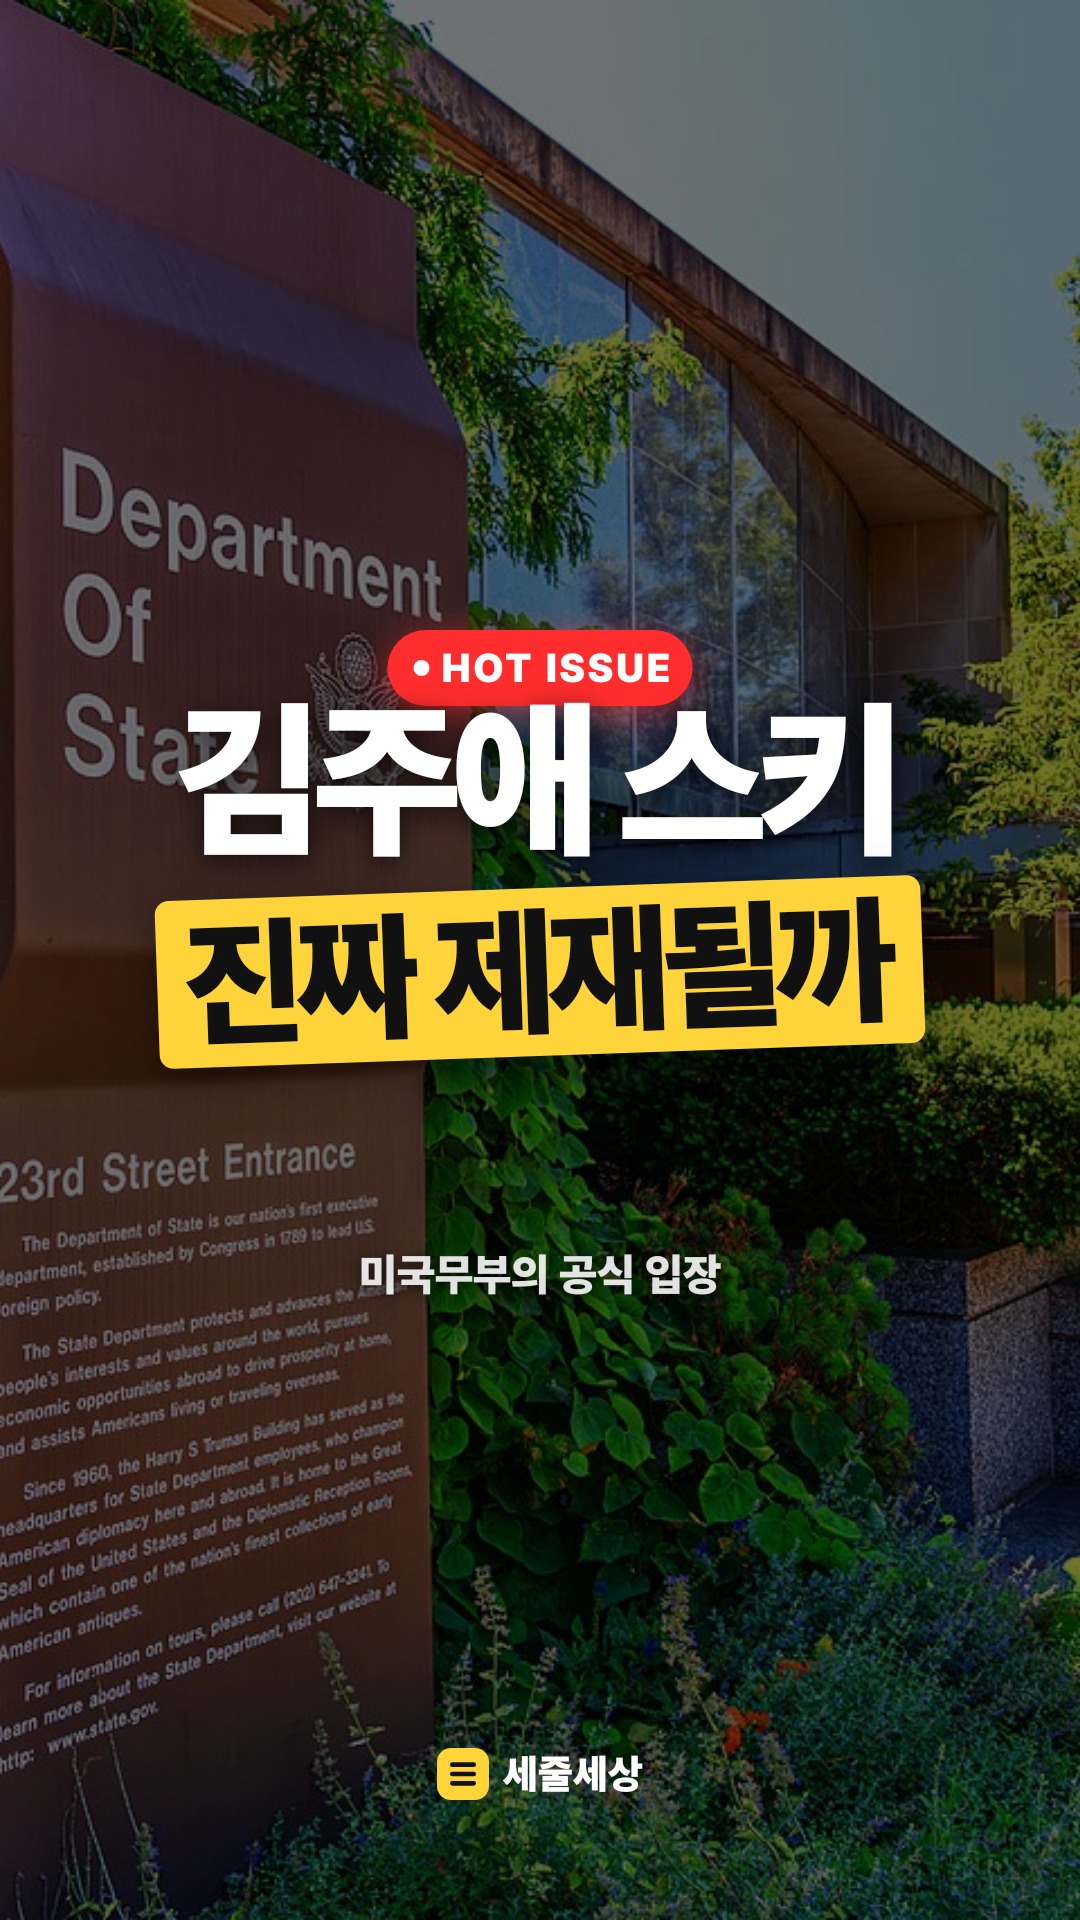 Department
Of
State
HOT ISSUE
김주애 스키
진짜 제재될까
23rd Street Entrance
The Department of State is our nation's first executive
department, established by Congress in 1789 to lead U.S.
foreign policy.
미국무부의 공식 입장
The State Department protects and advances the
people's interests and values around the world, pursues
economic opportunities abroad to drive prosperity at home,
and assists Americans living or traveling overseas.
Since 1960, the Harry S Truman Building has served as the
headquarters for State Department employees, who champion
American diplomacy here and abroad. It is home to the Great
Seal of the United States and the Diplomatic Reception Rooms,
which contain one of the nation's finest collections of early
American antiques.
For information on tours, please call (202) 647-3241. To
learn more about the State Department, visit our website at
http: www.state.gov.
세줄세상